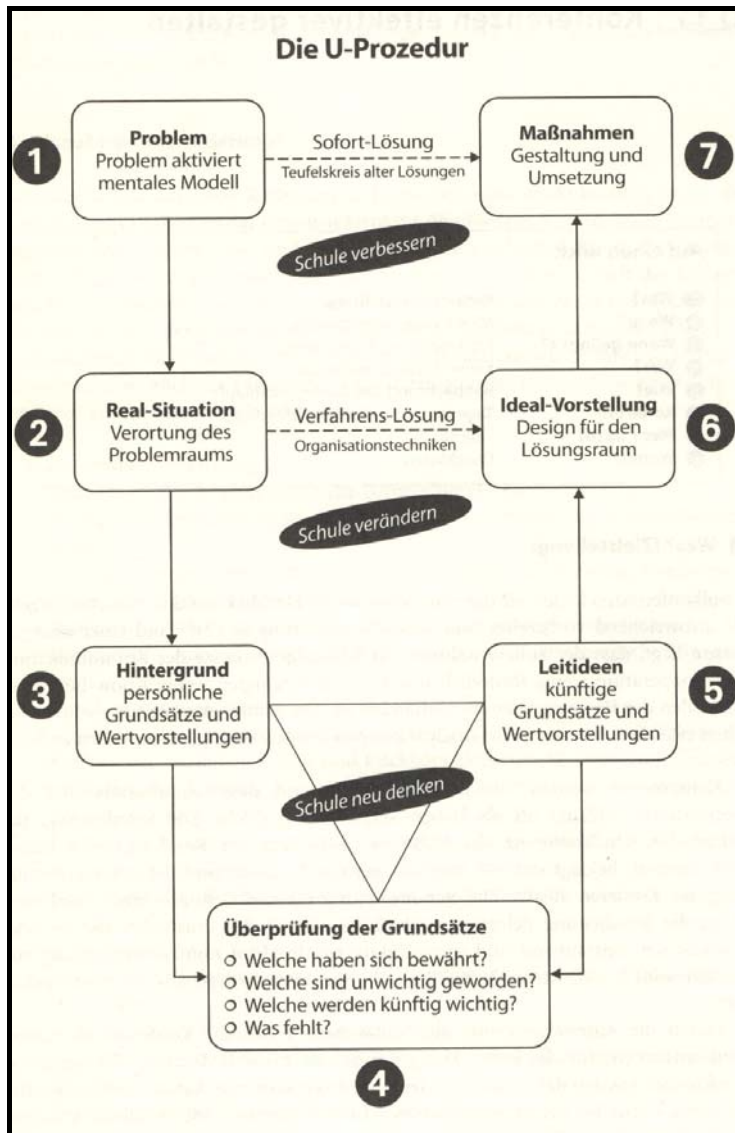 Die U-Prozedur
1
Problem
Problem aktiviert
mentales Modell
Sofort-Lösung
Teufelskreis alter Lösungen
Maßnahmen
Gestaltung und
Umsetzung
7
Schule verbessern
2
Real-Situation
Verortung des
Problemraums
Verfahrens-Lösung
Organisationstechniken
Ideal-Vorstellung
Design für den
Lösungsraum
6
Schule verändern
3
Hintergrund
persönliche
Grundsätze und
Wertvorstellungen
Leitideen
künftige
Grundsätze und
Wertvorstellungen
5
Schule neu denken
Überprüfung der Grundsätze
Welche haben sich bewährt?
Welche sind unwichtig geworden?
Welche werden künftig wichtig?
Was fehlt?
4